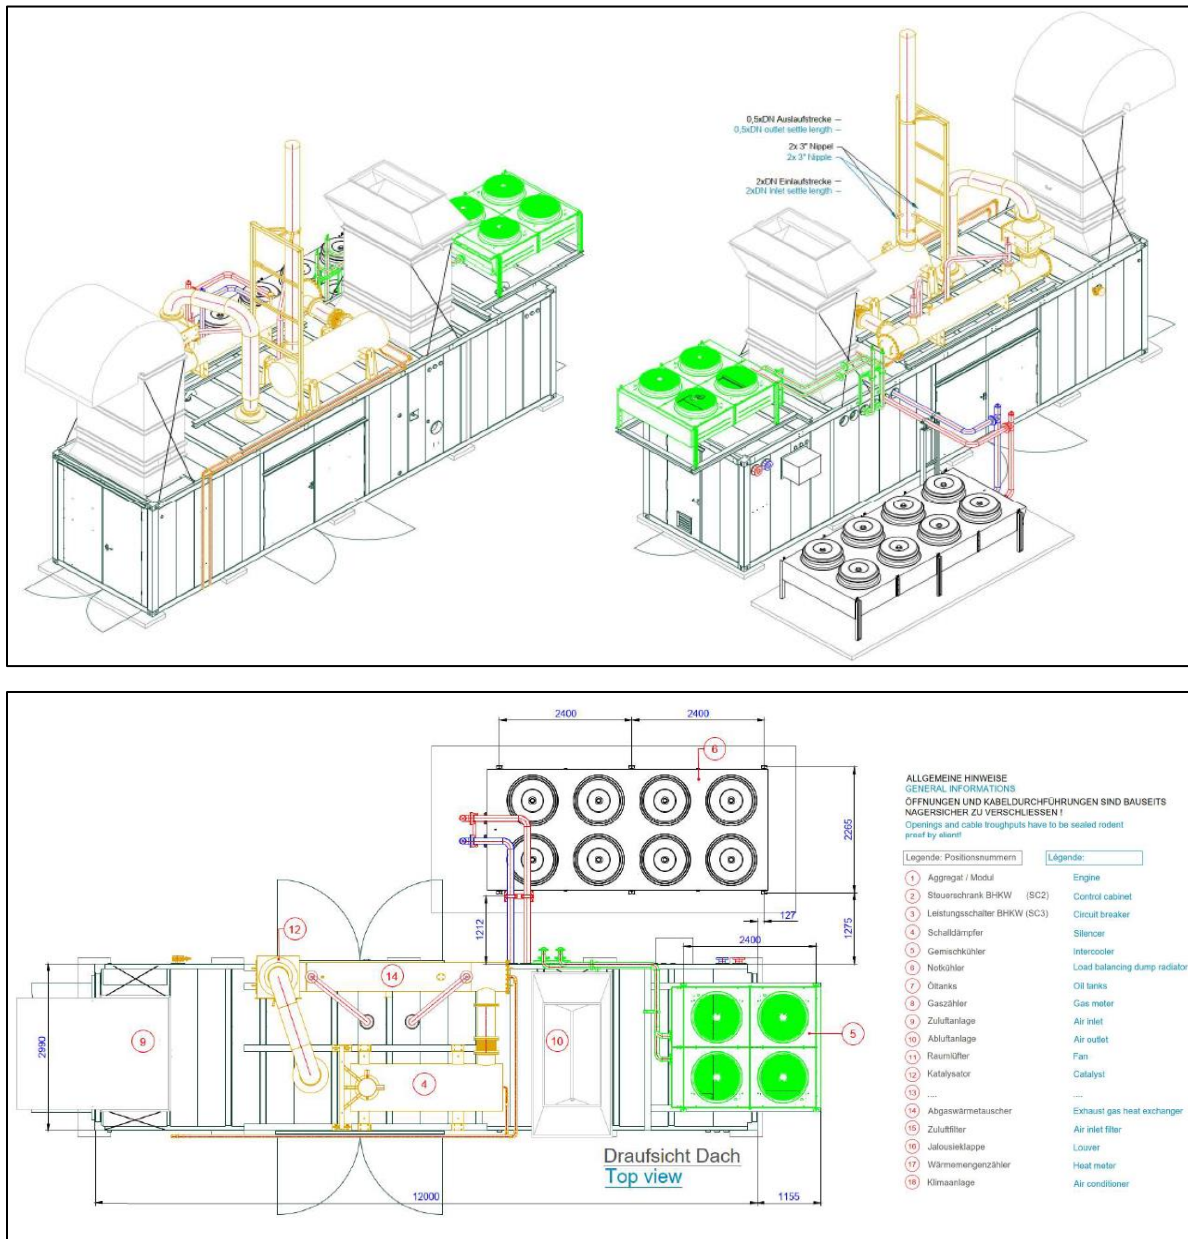 0,5xDN Auslaufstrecke
0,5xDN outlet settle length
2x 3" Nippel
2x 3" Nipple
2xDN Einlaufstrecke
2xDN Inlet settle length
2400
2400
6
2265
1212
127
1275
2400
12
14
9
10
5
4
2990
Draufsicht Dach
Top view
12000
1155
ALLGEMEINE HINWEISE
GENERAL INFORMATIONS
ÖFFNUNGEN UND KABELDURCHFÜHRUNGEN SIND BAUSEITS
NAGERSICHER ZU VERSCHLIESSEN !
Openings and cable troughputs have to be sealed rodent
proof by client!
Legende: Positionsnummern Légende:
1 Aggregat / Modul Engine
2 Steuerschrank BHKW (SC2) Control cabinet
3 Leistungsschalter BHKW (SC3) Circuit breaker
4 Schalldämpfer Silencer
5 Gemischkühler Intercooler
6 Notkühler Load balancing dump radiator
7 Öltanks Oil tanks
8 Gaszähler Gas meter
9 Zuluftanlage Air inlet
10 Abluftanlage Air outlet
11 Raumlüfter Fan
12 Katalysator Catalyst
13 .... ....
14 Abgaswärmetauscher Exhaust gas heat exchanger
15 Zuluftfilter Air inlet filter
16 Jalousieklappe Louver
17 Wärmemengenzähler Heat meter
18 Klimaanlage Air conditioner